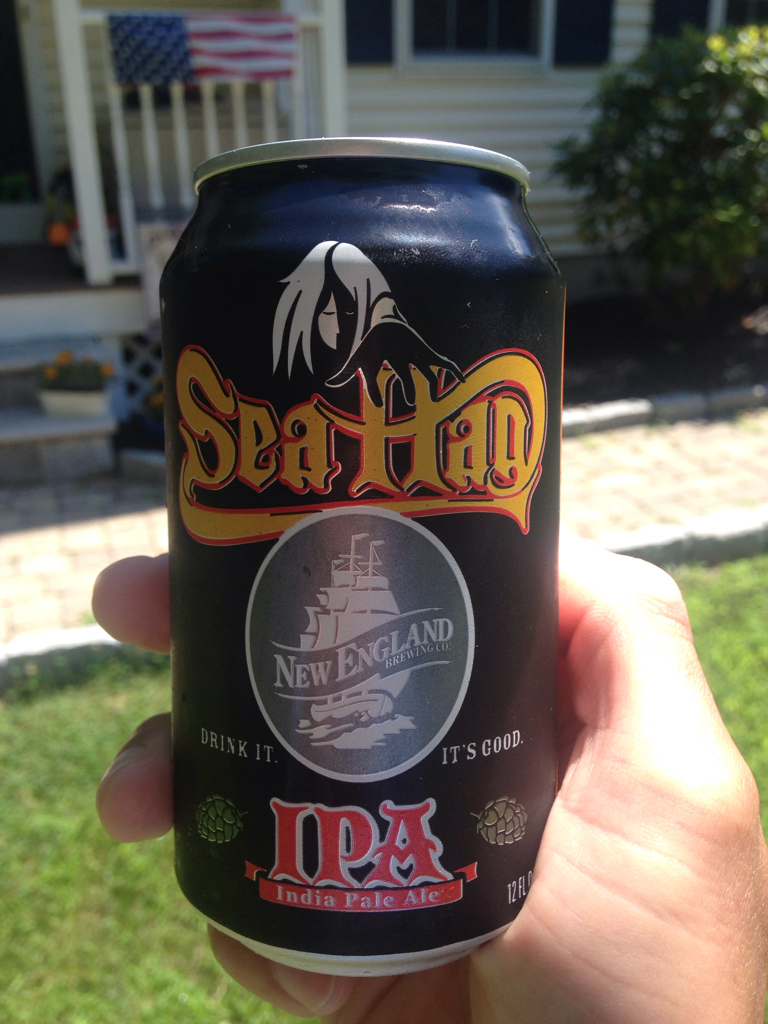 Sea Hag
NEW ENGLAND
BREWING CO.
DRINK IT.
IT'S GOOD.
IPA
India Pale Ale
12 FL